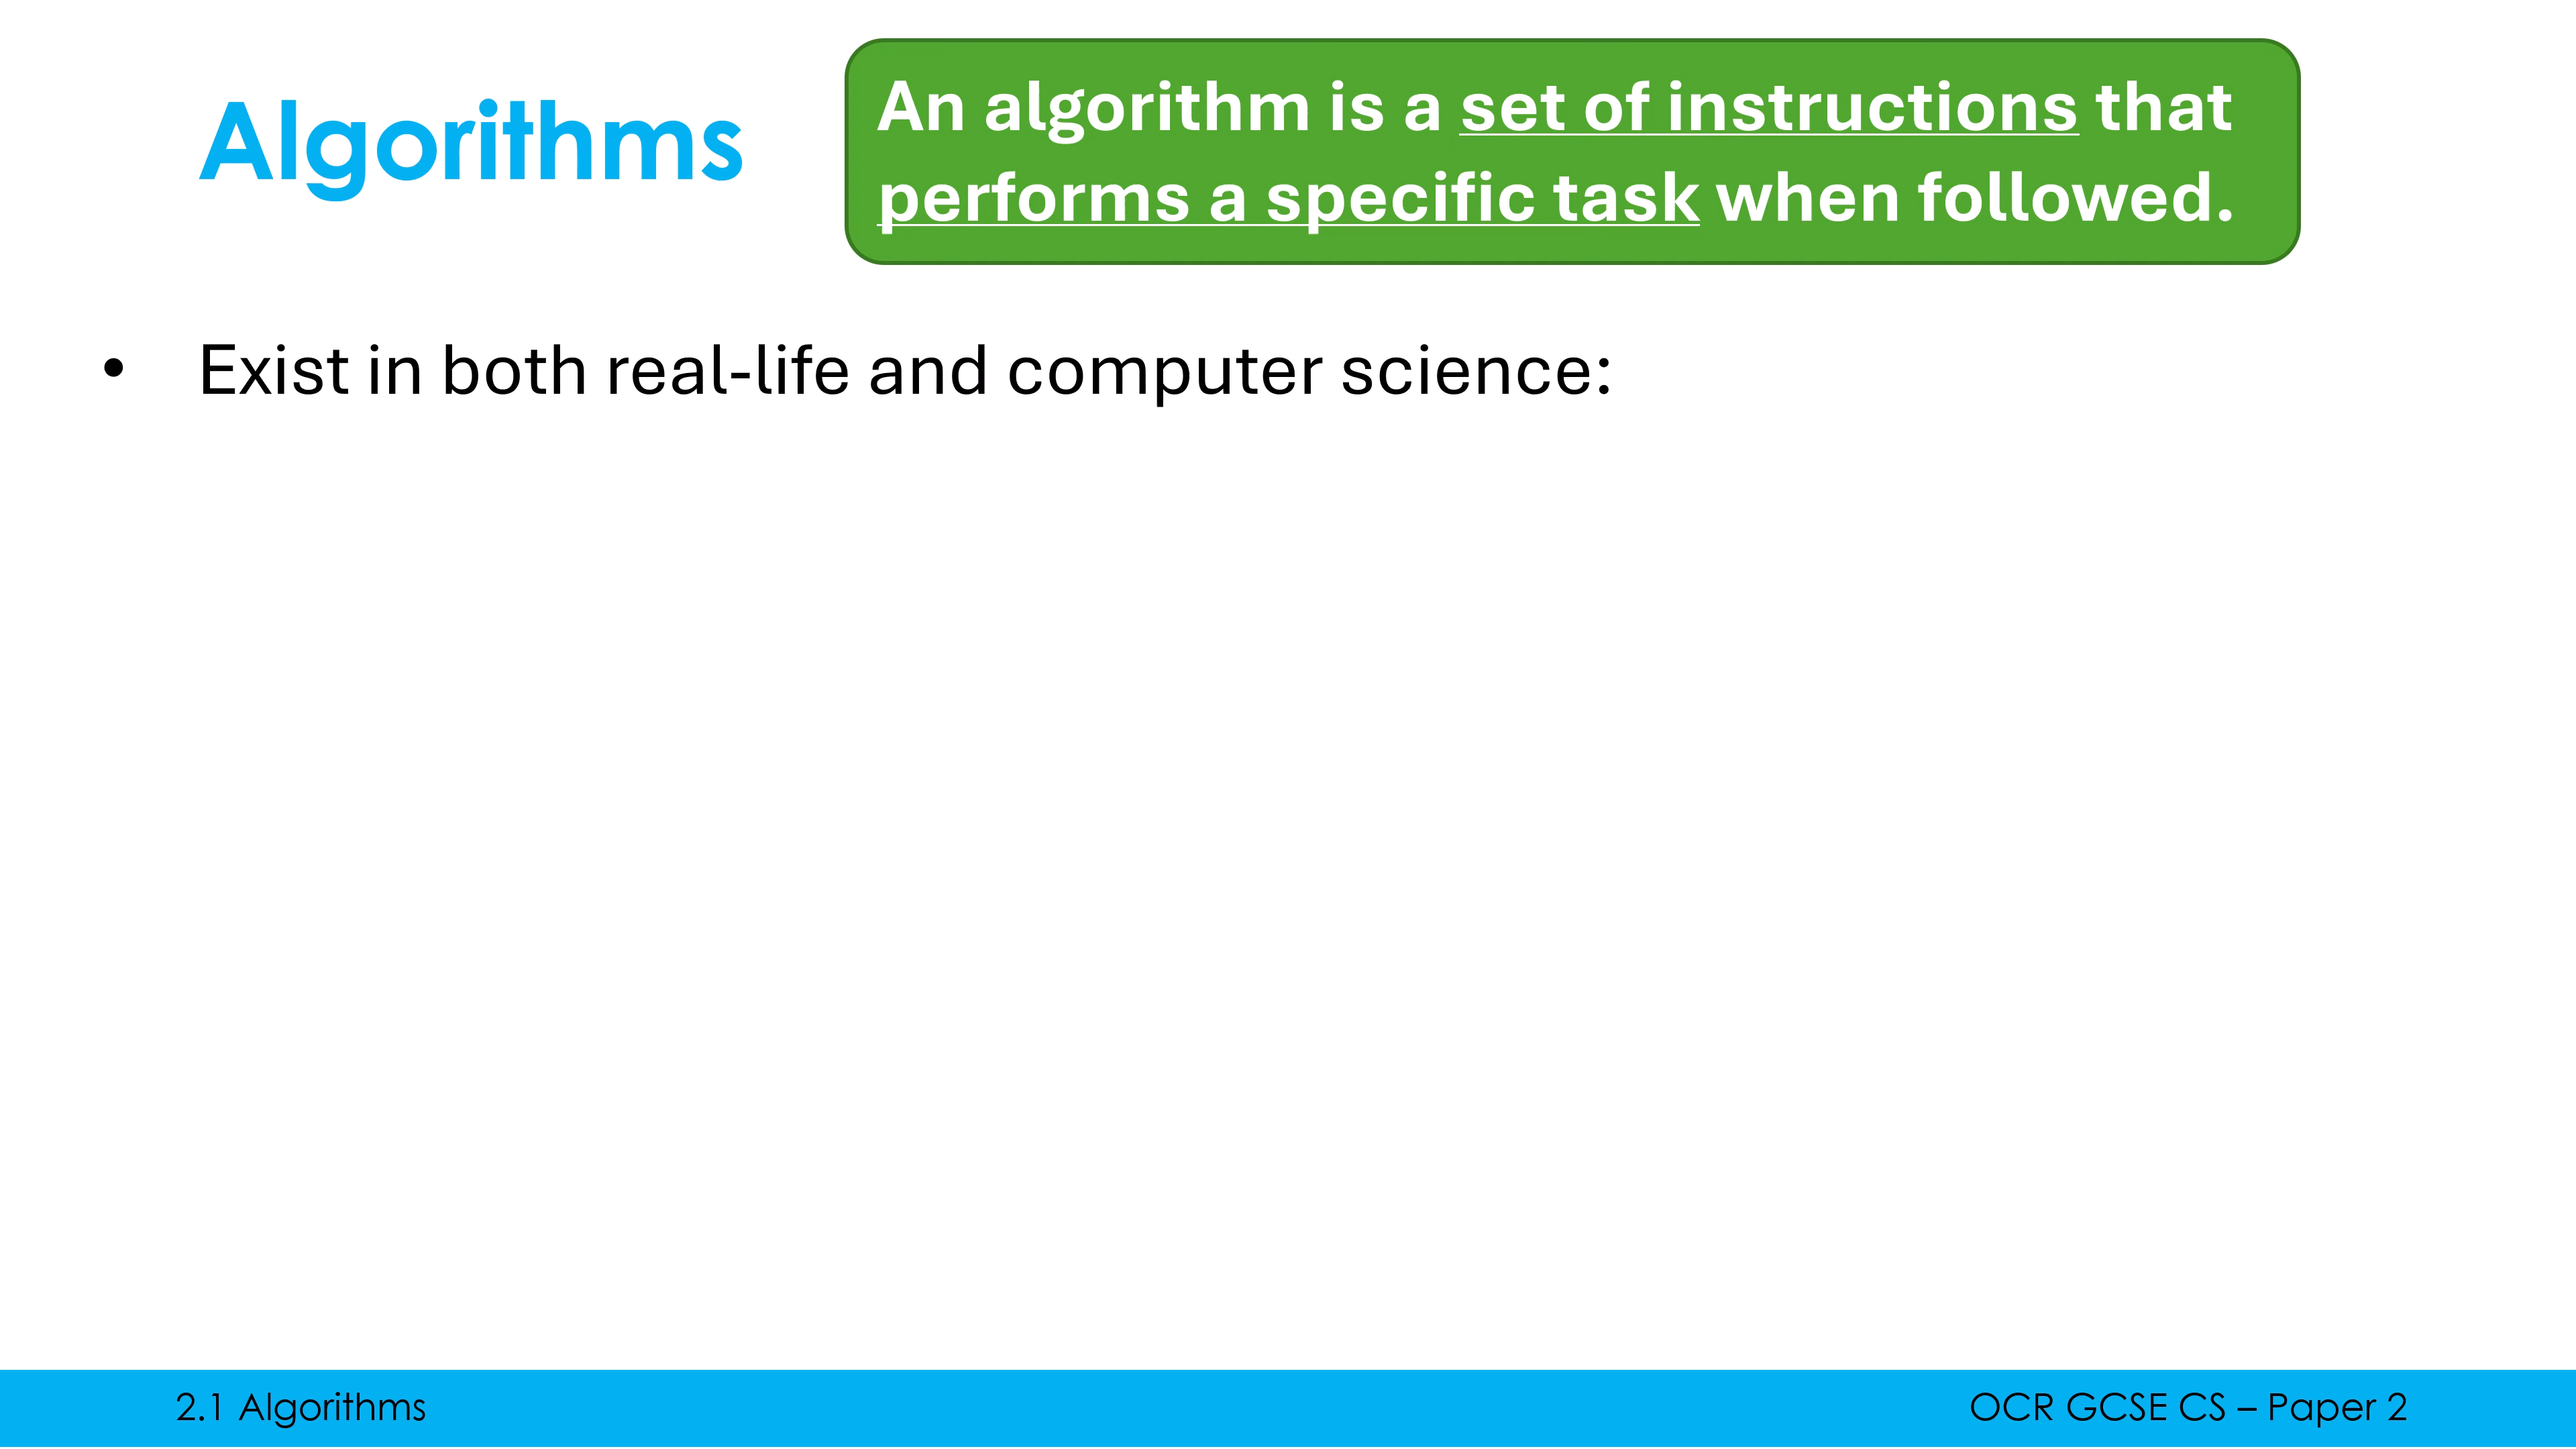 Algorithms
An algorithm is a set of instructions that
performs a specific task when followed.
• Exist in both real-life and computer science:
2.1 Algorithms
OCR GCSE CS – Paper 2